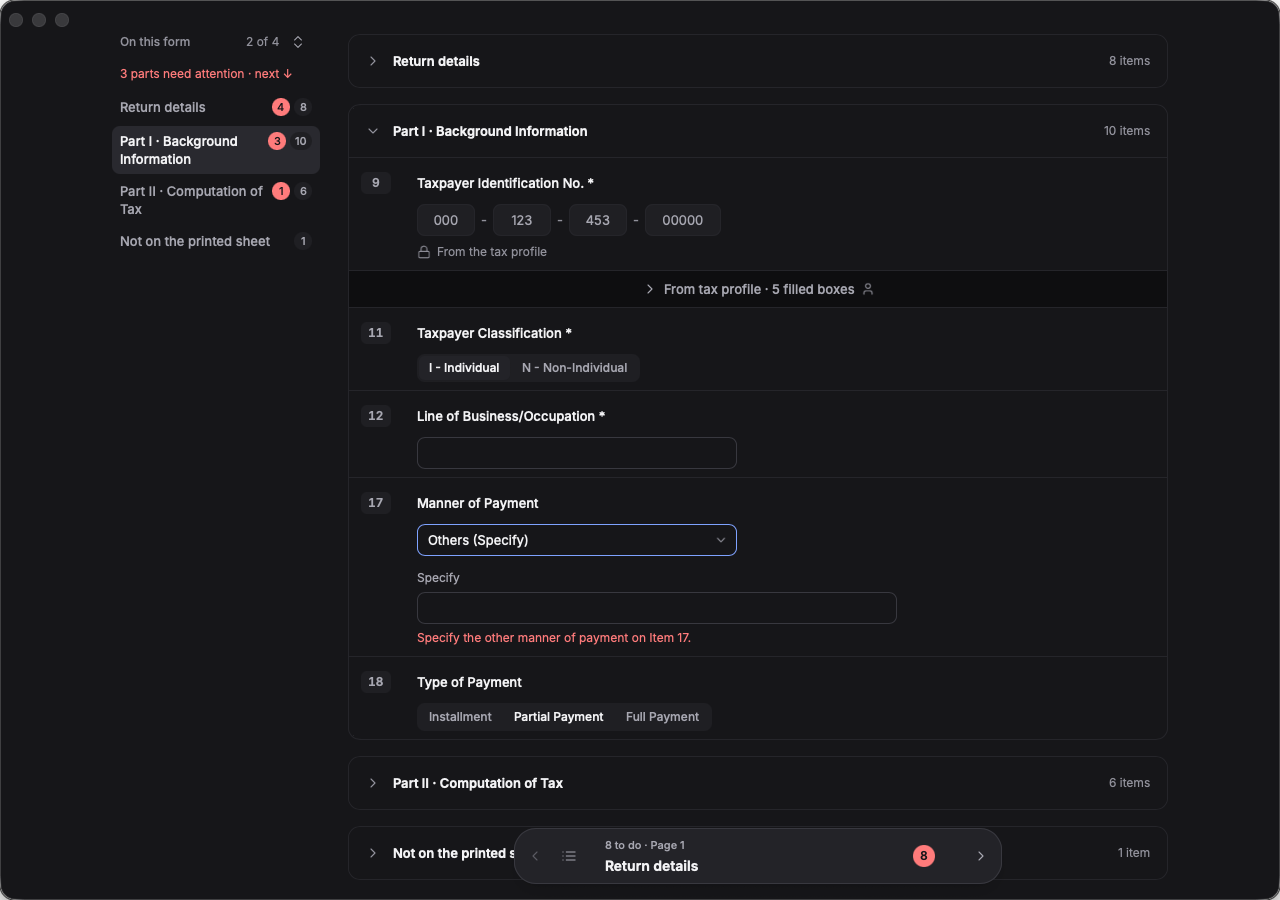 On this form 2 of 4
3 parts need attention · next ↓
Return details 4 8
Part I · Background Information 3 10
Part II · Computation of Tax 1 6
Not on the printed sheet 1
Return details 8 items
Part I · Background Information 10 items
9 Taxpayer Identification No. *
000 - 123 - 453 - 00000
From the tax profile
From tax profile · 5 filled boxes
11 Taxpayer Classification *
I - Individual N - Non-Individual
12 Line of Business/Occupation *
17 Manner of Payment
Others (Specify)
Specify
Specify the other manner of payment on Item 17.
18 Type of Payment
Installment Partial Payment Full Payment
Part II · Computation of Tax 6 items
Not on the printed s 1 item
8 to do · Page 1
Return details 8